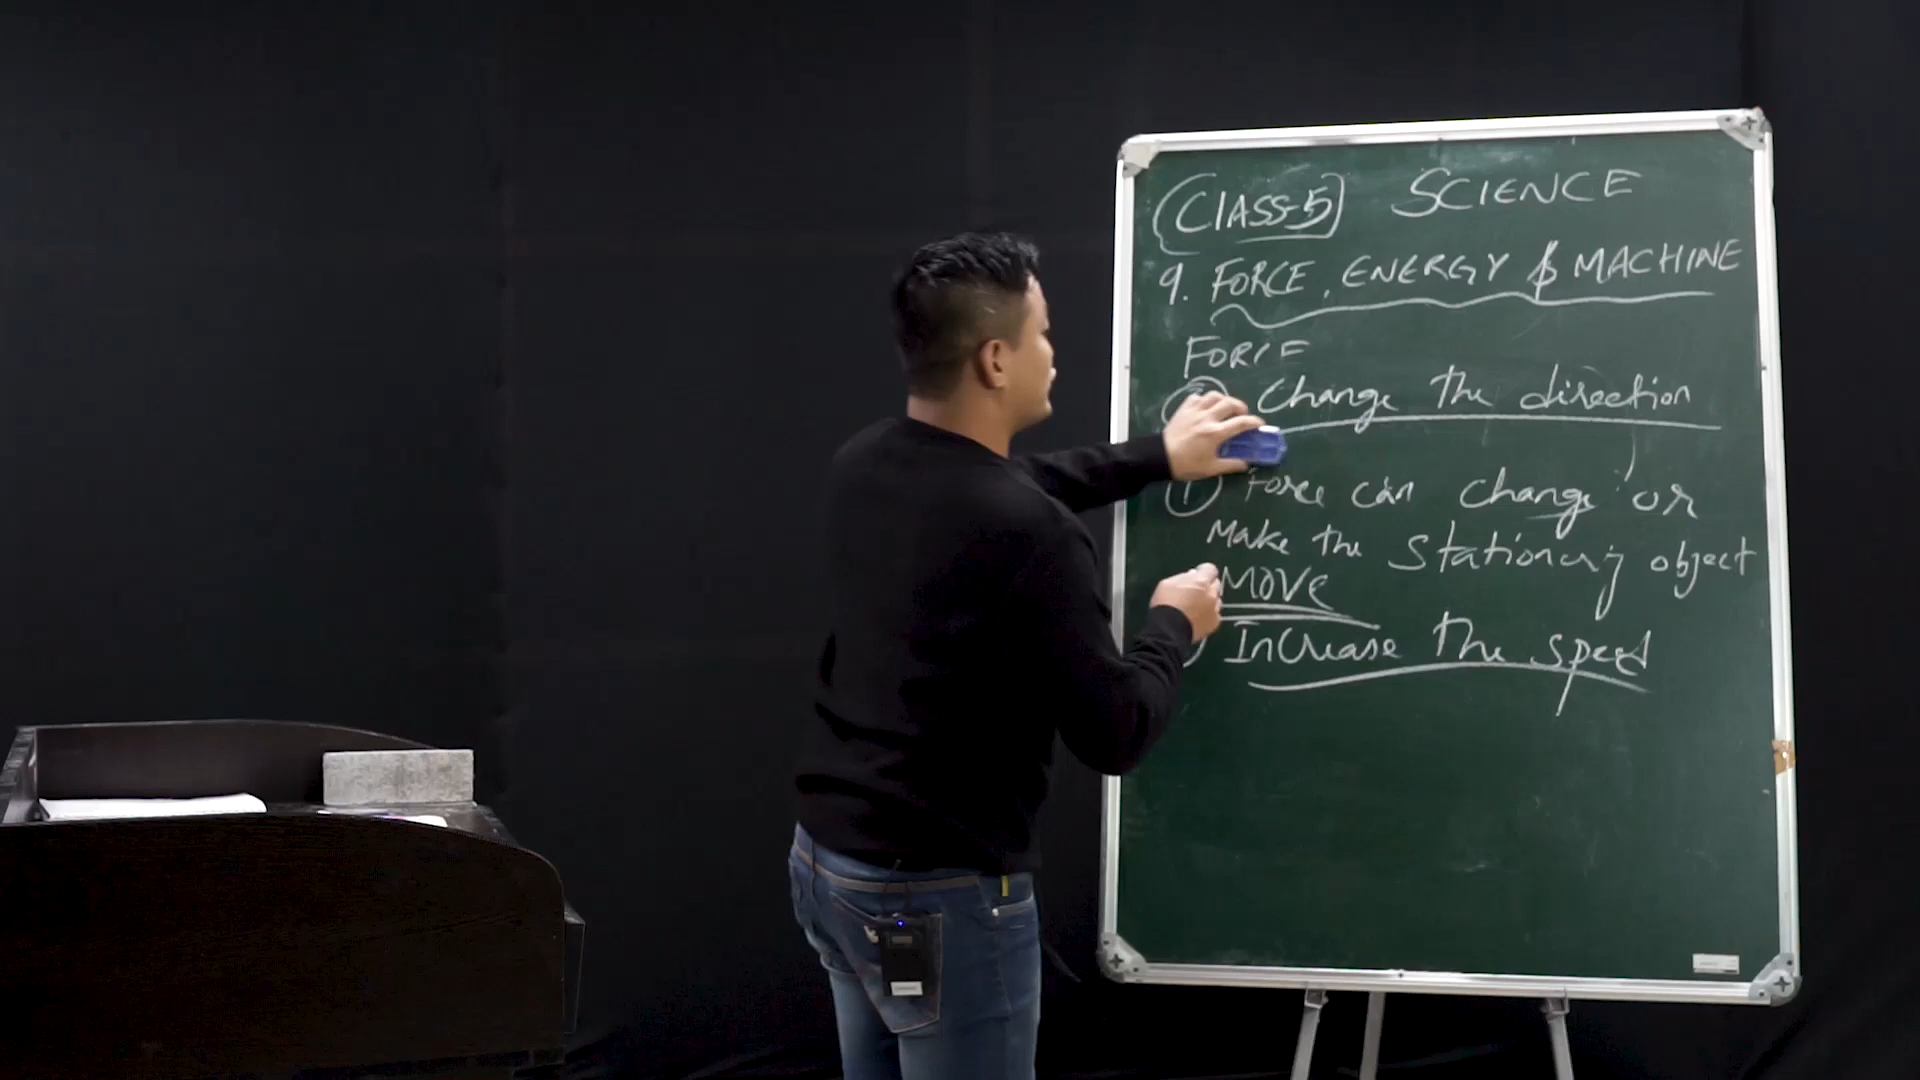 CLASS-5 SCIENCE
9. FORCE, ENERGY & MACHINE
FORCE
Change the direction
1 Force can change or
Make the Stationery object
MOVE
Increase the speed